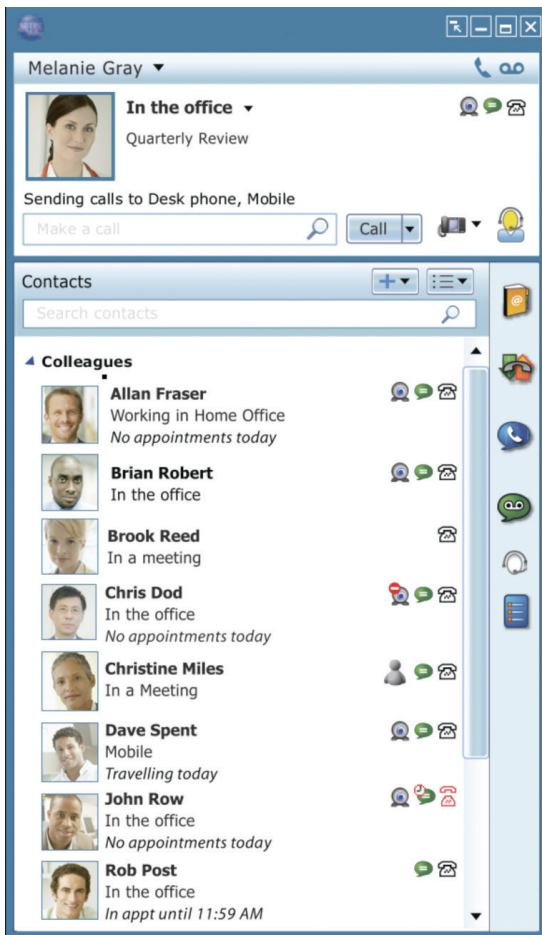 Melanie Gray
In the office
Quarterly Review
Sending calls to Desk phone, Mobile
Make a call
Call
Contacts
Search contacts
Colleagues
Allan Fraser
Working in Home Office
No appointments today
Brian Robert
In the office
Brook Reed
In a meeting
Chris Dod
In the office
No appointments today
Christine Miles
In a Meeting
Dave Spent
Mobile
Travelling today
John Row
In the office
No appointments today
Rob Post
In the office
In appt until 11:59 AM